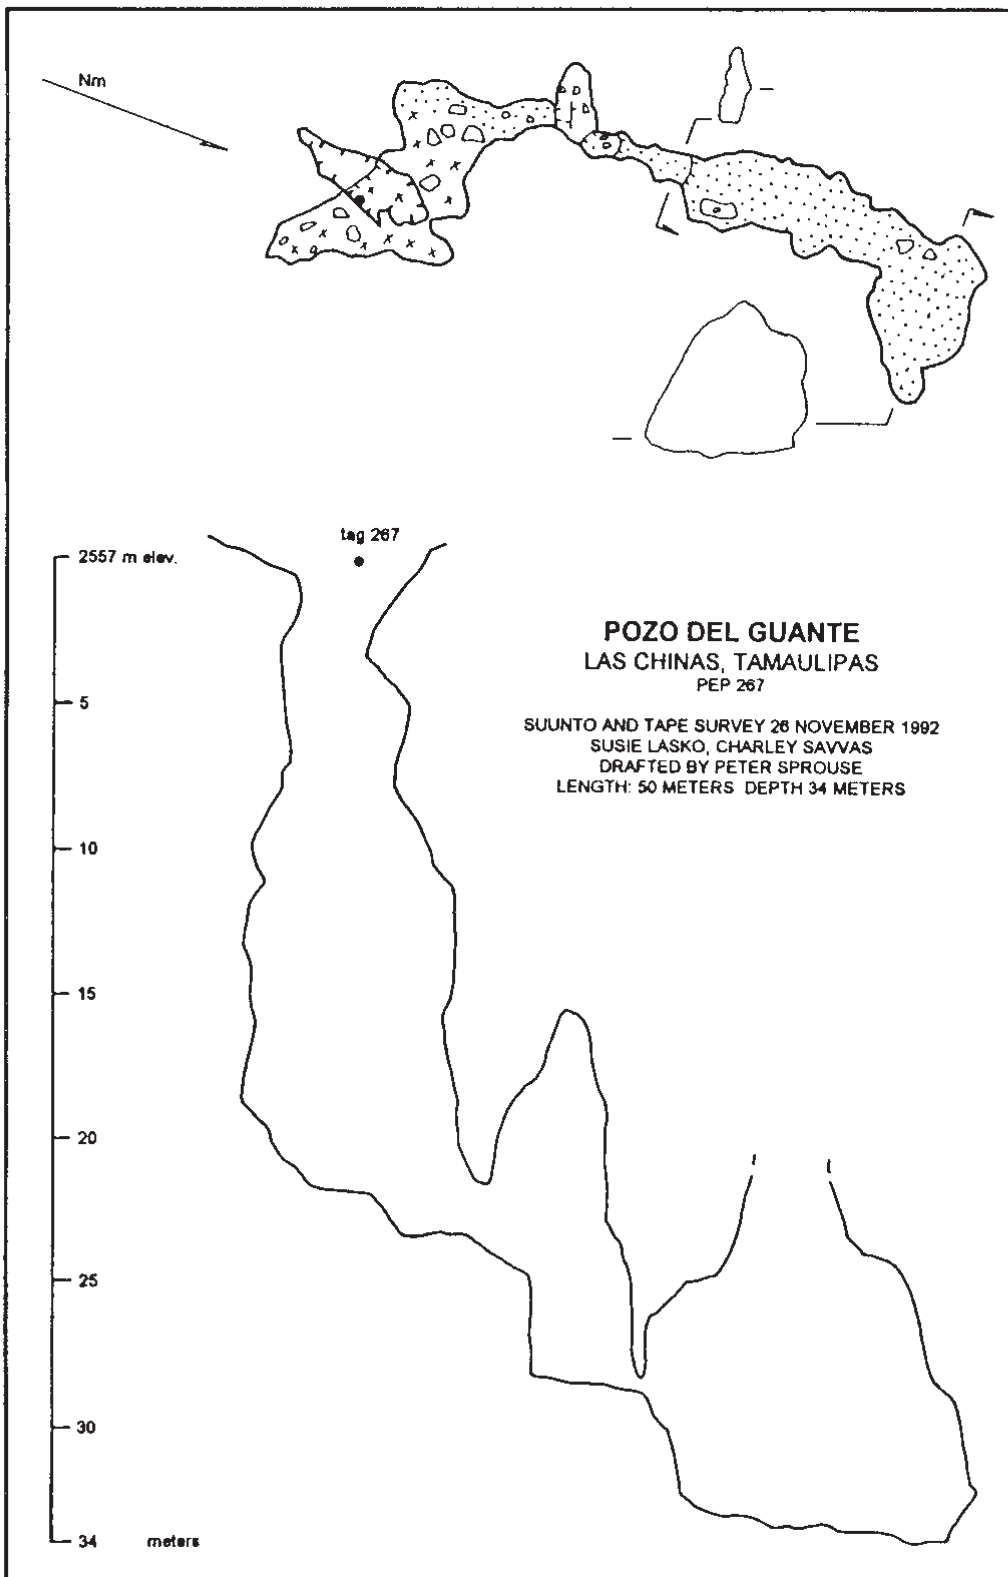 Nm
tag 267
2557 m elev.
POZO DEL GUANTE
LAS CHINAS, TAMAULIPAS
PEP 267
SUUNTO AND TAPE SURVEY 26 NOVEMBER 1992
SUSIE LASKO, CHARLEY SAVVAS
DRAFTED BY PETER SPROUSE
LENGTH: 50 METERS DEPTH 34 METERS
5
10
15
20
25
30
34 meters